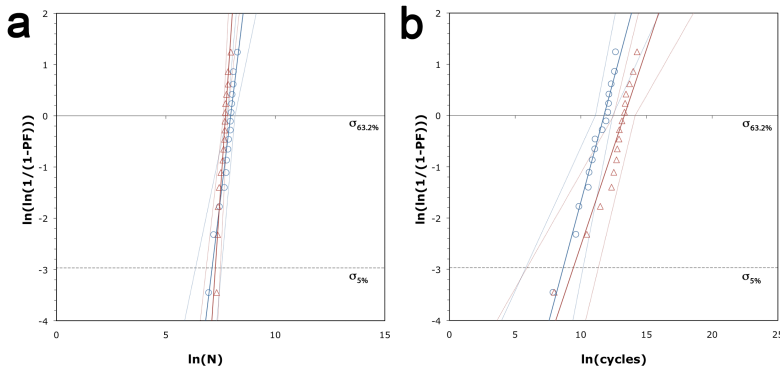 a
ln(ln(1/(1-PF)))
2
1
0
-1
-2
-3
-4
σ63.2%
σ5%
0
5
10
15
ln(N)
b
ln(ln(1/(1-PF)))
2
1
0
-1
-2
-3
-4
σ63.2%
σ5%
0
5
10
15
20
25
ln(cycles)